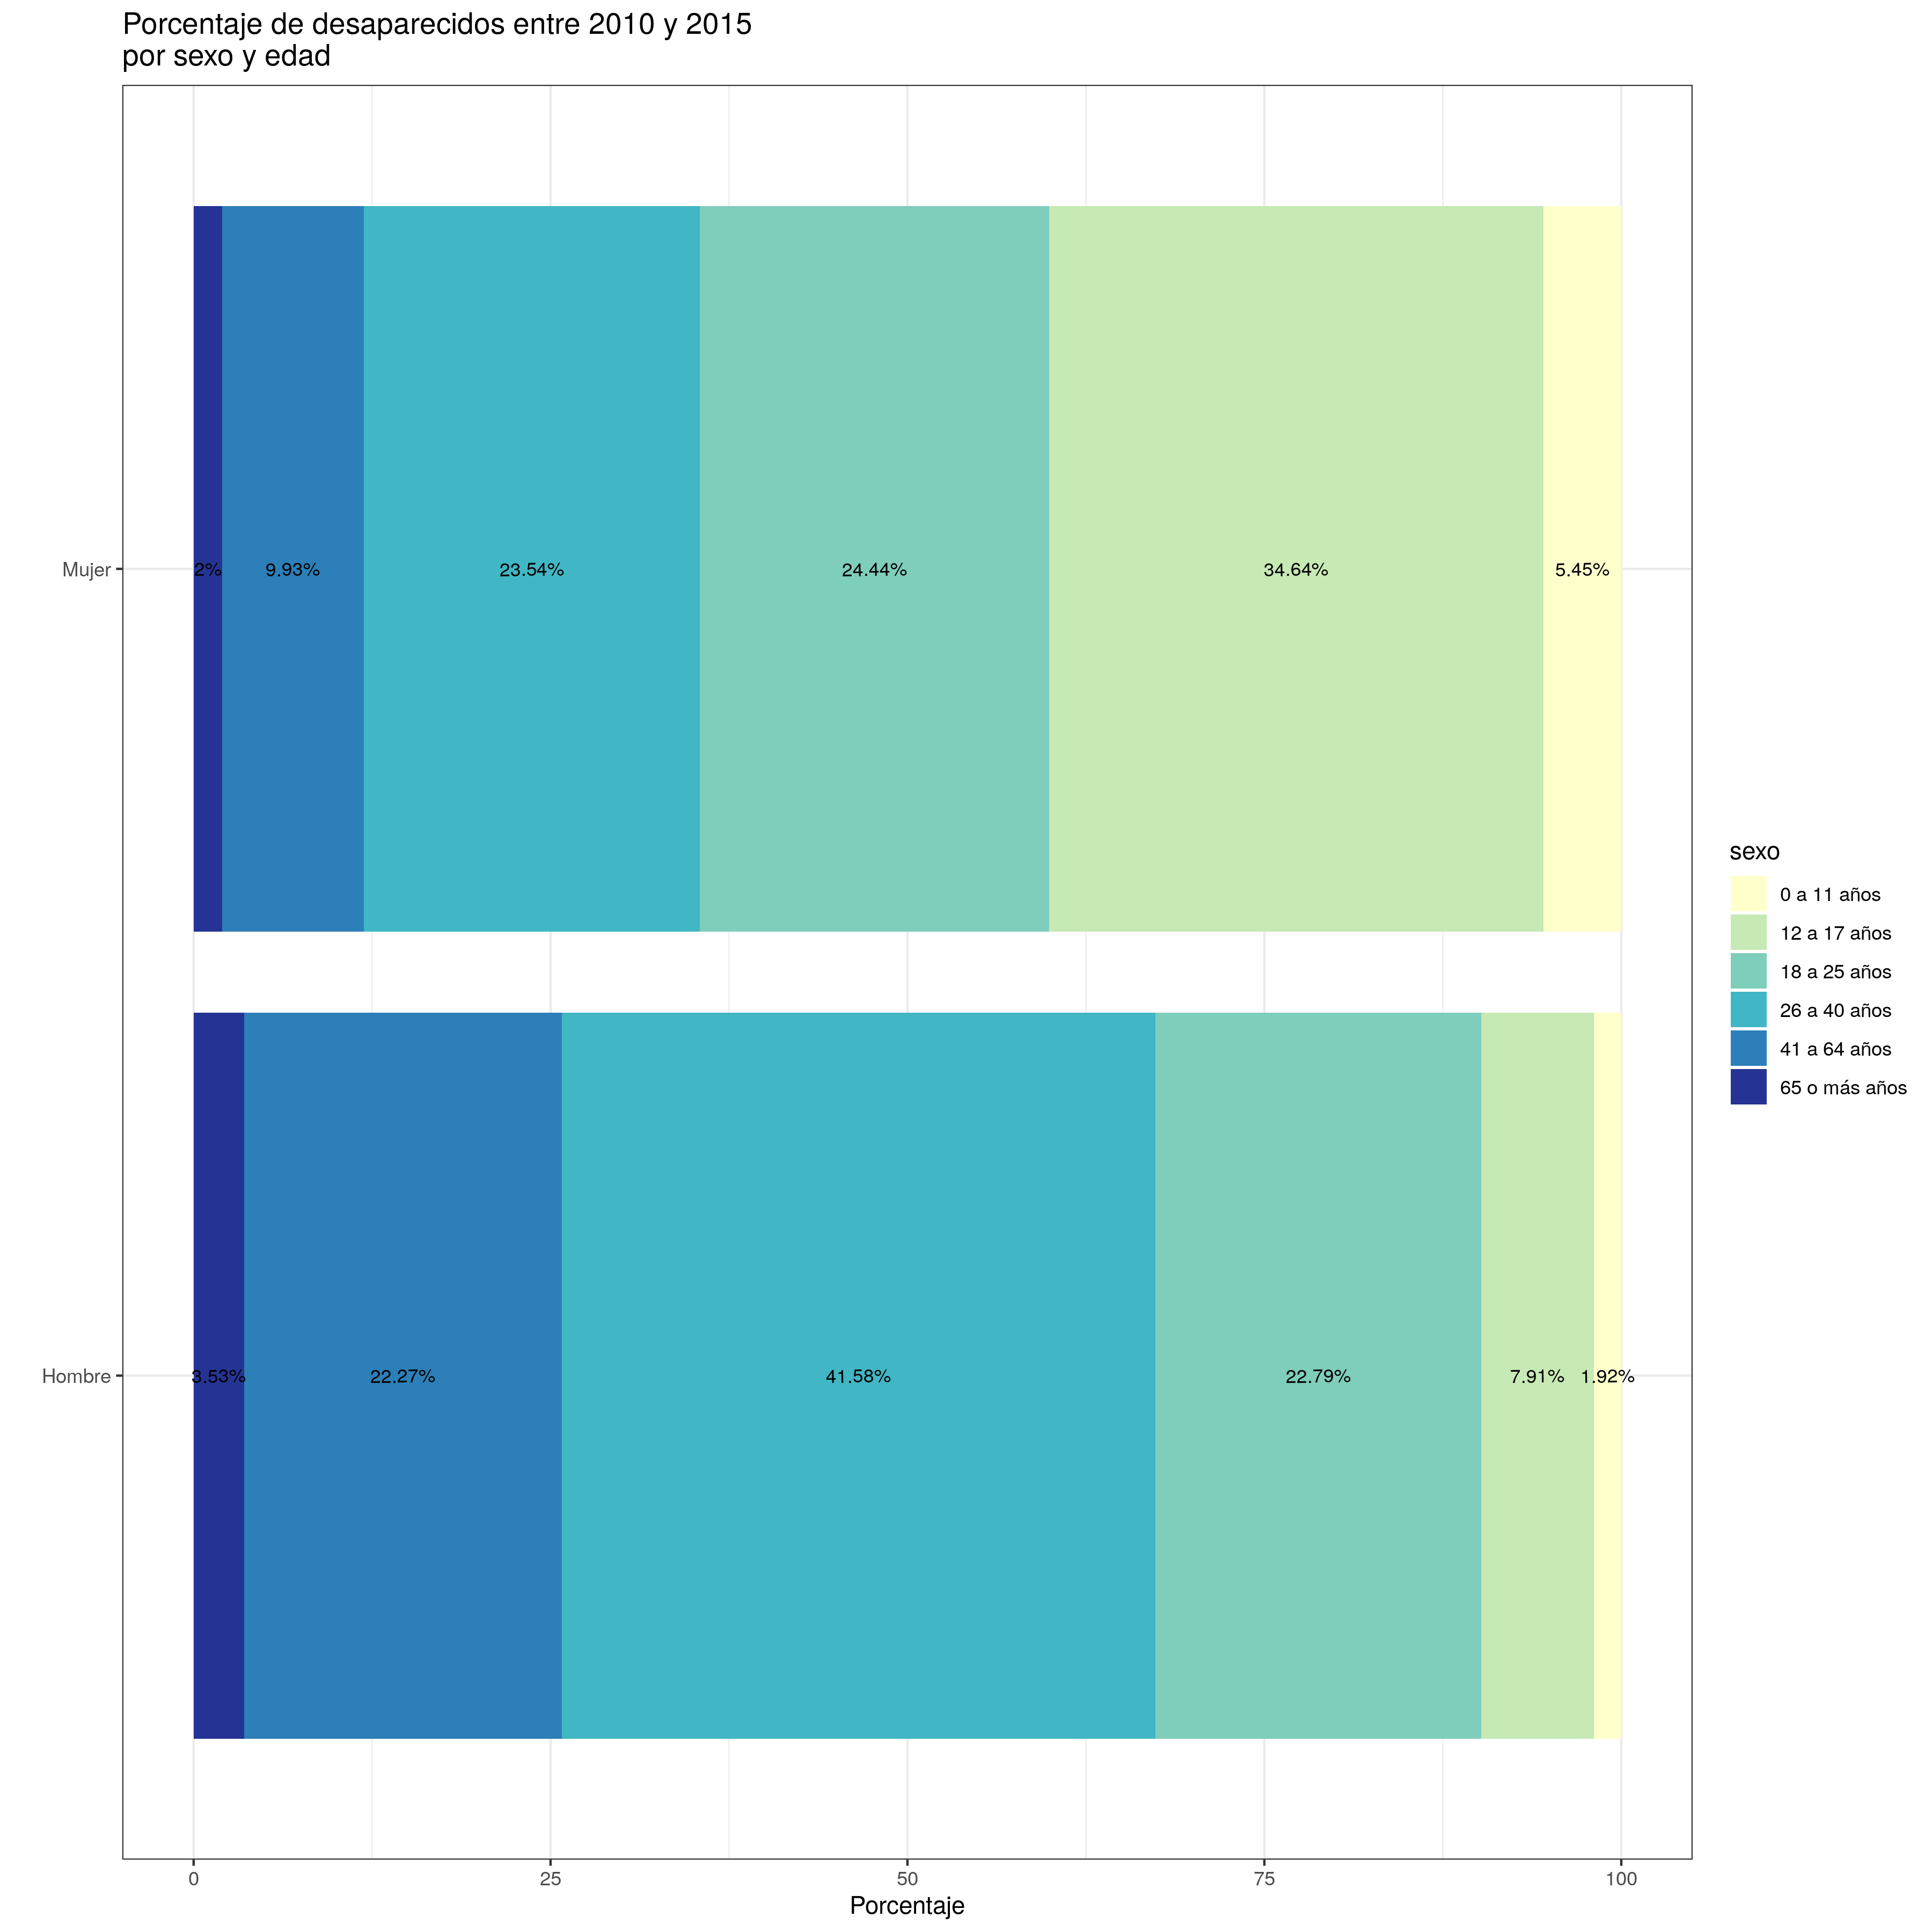 Porcentaje de desaparecidos entre 2010 y 2015
por sexo y edad
Mujer
2%
9.93%
23.54%
24.44%
34.64%
5.45%
Hombre
3.53%
22.27%
41.58%
22.79%
7.91%
1.92%
0
25
50
75
100
Porcentaje
sexo
0 a 11 años
12 a 17 años
18 a 25 años
26 a 40 años
41 a 64 años
65 o más años